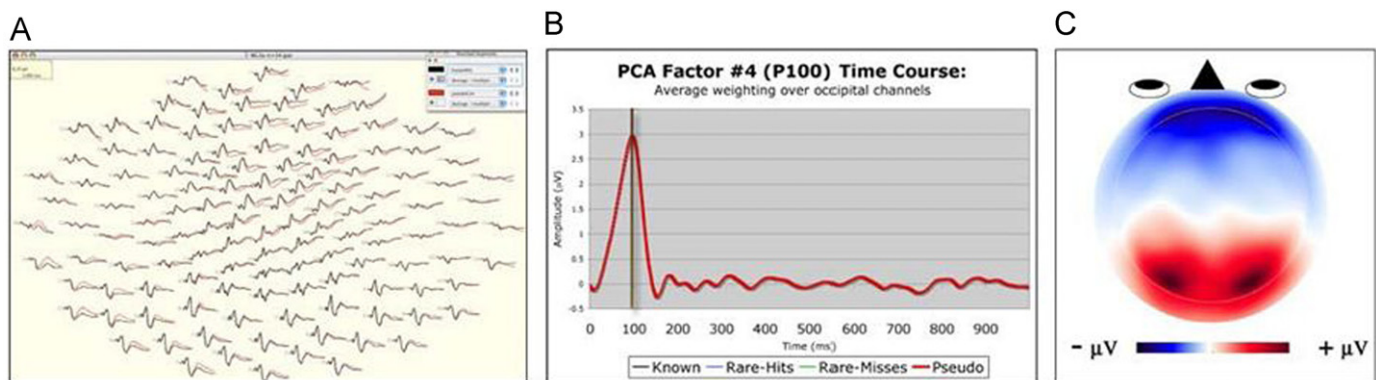 A
B
C
PCA Factor #4 (P100) Time Course:
Average weighting over occipital channels
3.5
3
2.5
2
1.5
1
0.5
0
-0.5
Amplitude (µV)
0 100 200 300 400 500 600 700 800 900
Time (ms)
Known Rare-Hits Rare-Misses Pseudo
- µV + µV